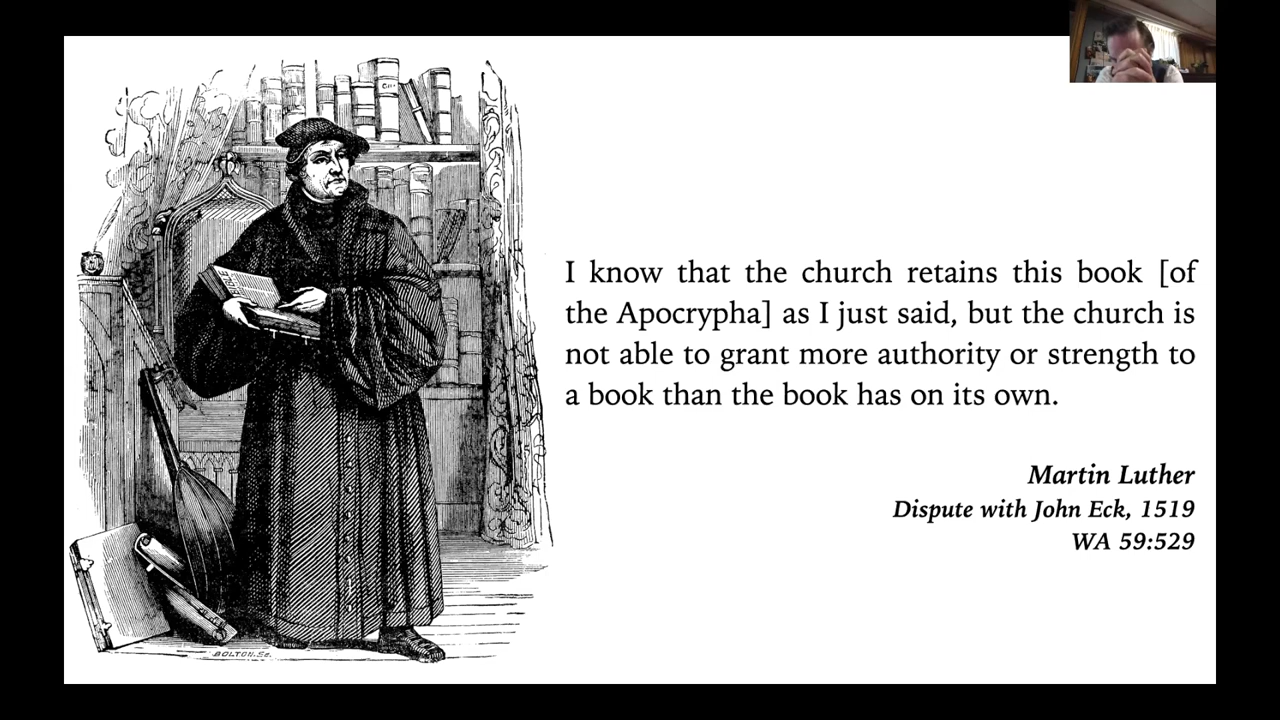 I know that the church retains this book [of
the Apocrypha] as I just said, but the church is
not able to grant more authority or strength to
a book than the book has on its own.
Martin Luther
Dispute with John Eck, 1519
WA 59:529
BOLTON.Sc.